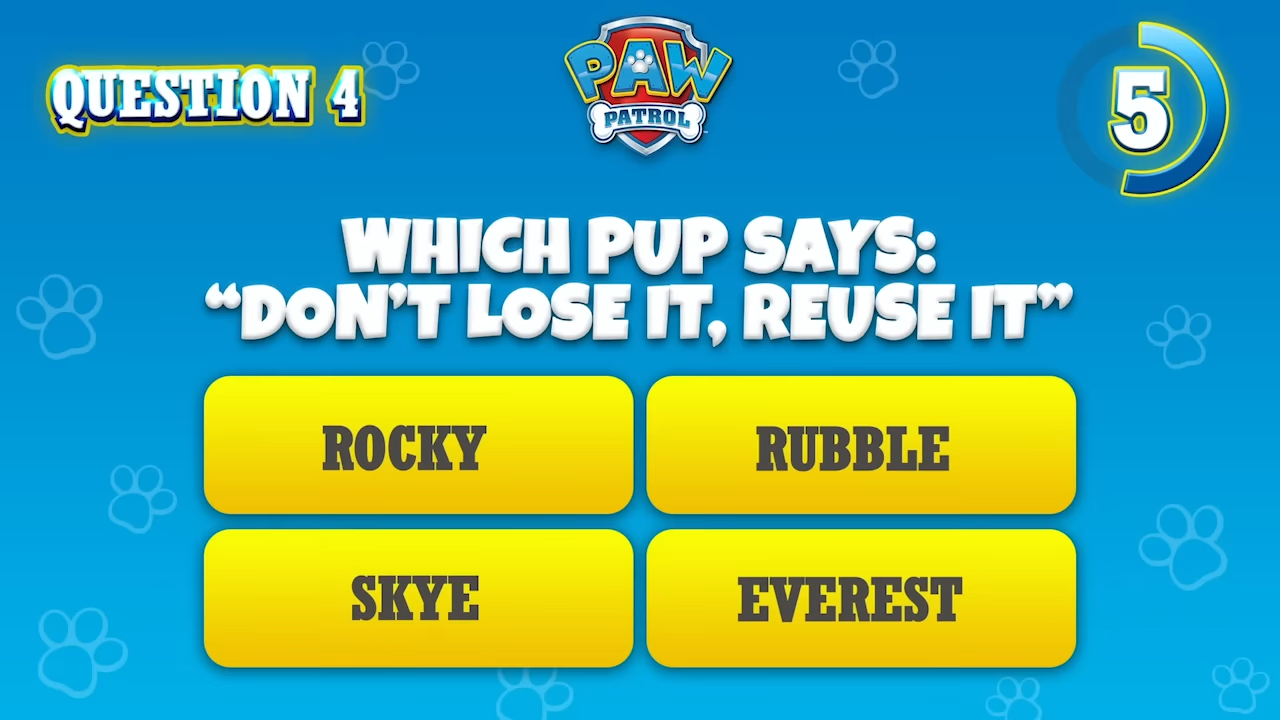 QUESTION 4
PAW
PATROL
5
WHICH PUP SAYS:
“DON'T LOSE IT, REUSE IT”
ROCKY
RUBBLE
SKYE
EVEREST